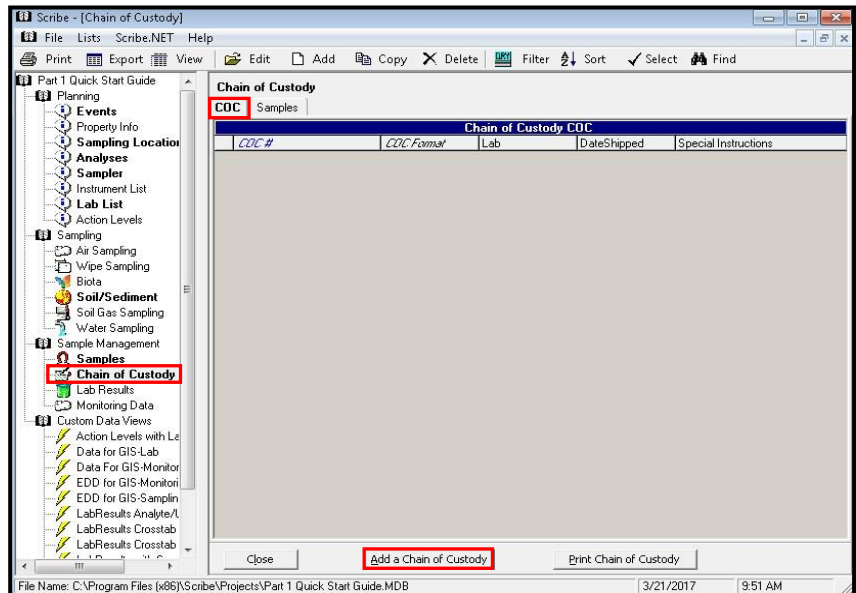 Scribe - [Chain of Custody]
File Lists Scribe.NET Help
Print Export View Edit Add Copy Delete QRY Filter Sort Select Find
Part 1 Quick Start Guide
Planning
Events
Property Info
Sampling Location
Analyses
Sampler
Instrument List
Lab List
Action Levels
Sampling
Air Sampling
Wipe Sampling
Biota
Soil/Sediment
Soil Gas Sampling
Water Sampling
Sample Management
Samples
Chain of Custody
Lab Results
Monitoring Data
Custom Data Views
Action Levels with La
Data for GIS-Lab
Data For GIS-Monitor
EDD for GIS-Monitori
EDD for GIS-Samplin
LabResults Analyte/L
LabResults Crosstab
LabResults Crosstab
Chain of Custody
COC Samples
Chain of Custody COC
COC # COC Format Lab DateShipped Special Instructions
Close Add a Chain of Custody Print Chain of Custody
File Name: C:\Program Files (x86)\Scribe\Projects\Part 1 Quick Start Guide.MDB 3/21/2017 9:51 AM